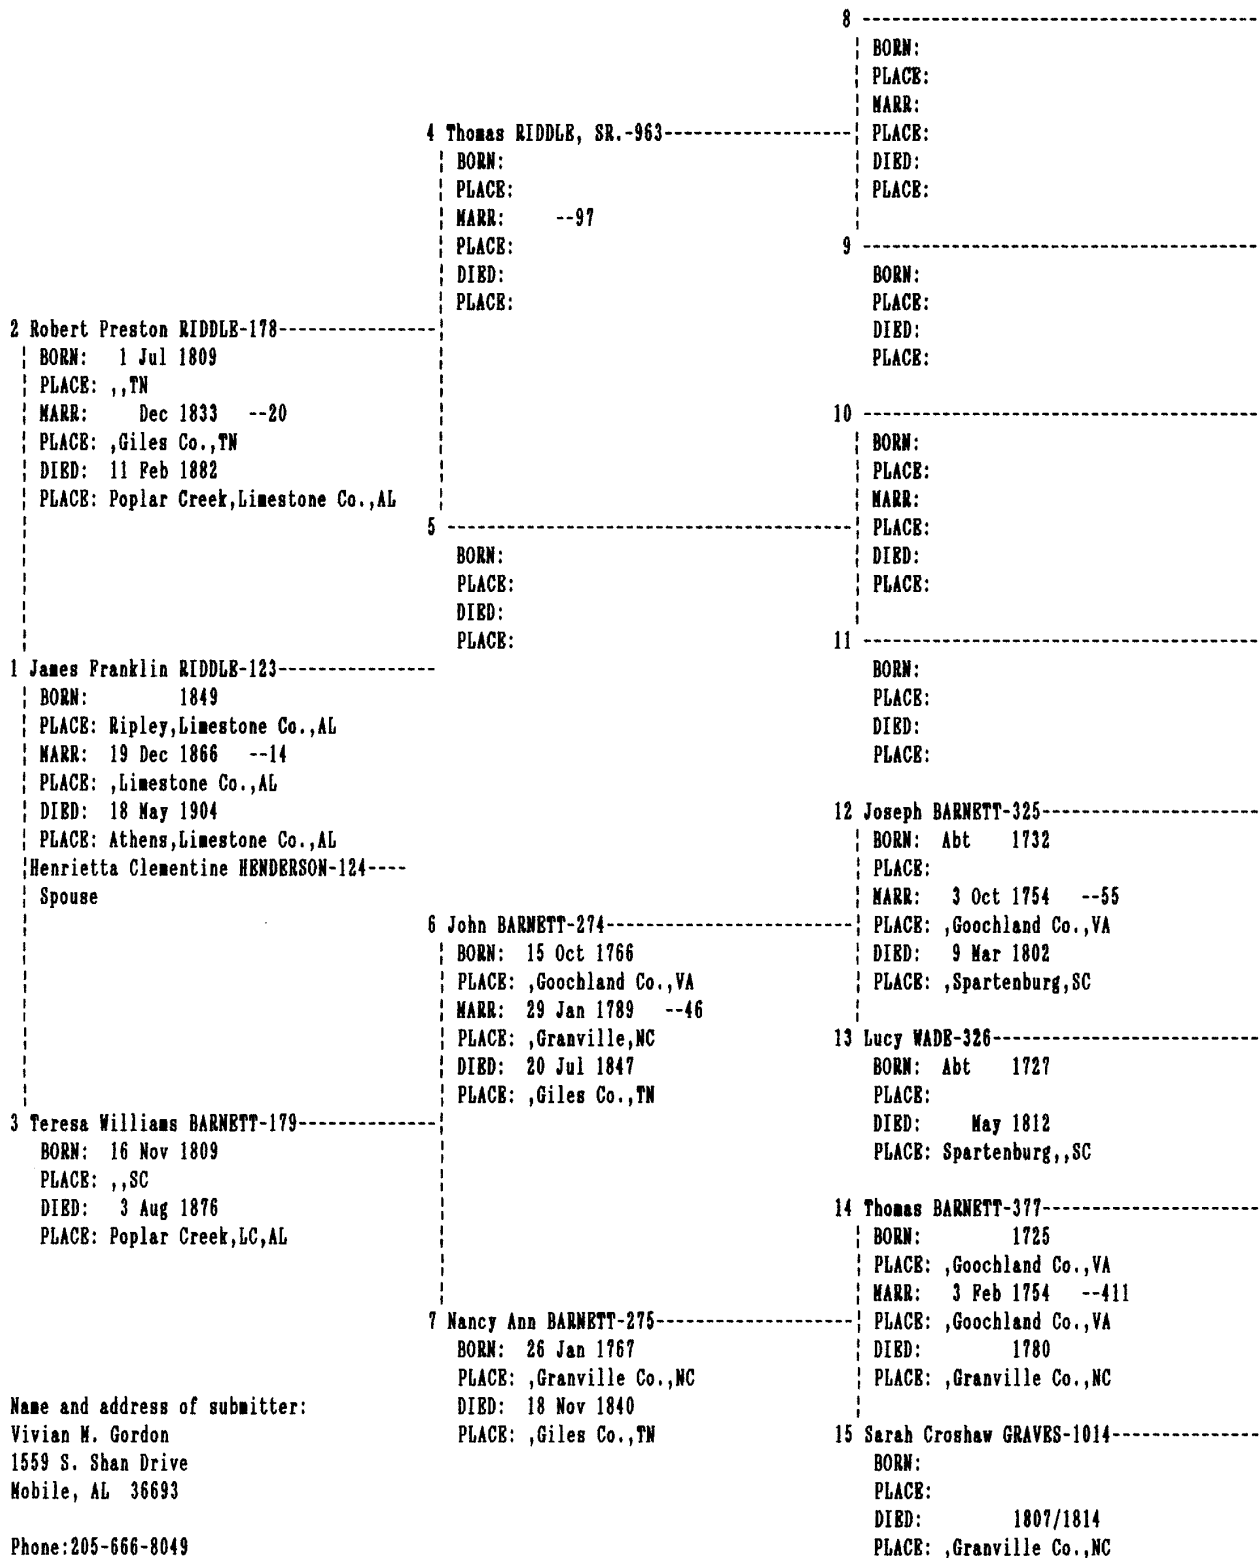 8 ----------------------------------------
BORN:
PLACE:
MARR:
4 Thomas RIDDLE, SR.-963-------------------| PLACE:
BORN: DIED:
PLACE: PLACE:
MARR: --97
PLACE: 9 ----------------------------------------
DIED: BORN:
PLACE: PLACE:
2 Robert Preston RIDDLE-178---------------- DIED:
BORN: 1 Jul 1809 PLACE:
PLACE: ,,TN
MARR: Dec 1833 --20 10 ----------------------------------------
PLACE: ,Giles Co.,TN BORN:
DIED: 11 Feb 1882 PLACE:
PLACE: Poplar Creek,Limestone Co.,AL MARR:
5 -----------------------------------------| PLACE:
BORN: DIED:
PLACE: PLACE:
DIED:
PLACE: 11 ----------------------------------------
1 James Franklin RIDDLE-123---------------- BORN:
BORN: 1849 PLACE:
PLACE: Ripley,Limestone Co.,AL DIED:
MARR: 19 Dec 1866 --14 PLACE:
PLACE: ,Limestone Co.,AL
DIED: 18 May 1904 12 Joseph BARNETT-325----------------------
PLACE: Athens,Limestone Co.,AL BORN: Abt 1732
Henrietta Clementine HENDERSON-124---- PLACE:
Spouse MARR: 3 Oct 1754 --55
6 John BARNETT-274-------------------------| PLACE: ,Goochland Co.,VA
BORN: 15 Oct 1766 DIED: 9 Mar 1802
PLACE: ,Goochland Co.,VA PLACE: ,Spartenburg,SC
MARR: 29 Jan 1789 --46
PLACE: ,Granville,NC 13 Lucy WADE-326---------------------------
DIED: 20 Jul 1847 BORN: Abt 1727
PLACE: ,Giles Co.,TN PLACE:
3 Teresa Williams BARNETT-179-------------- DIED: May 1812
BORN: 16 Nov 1809 PLACE: Spartenburg,,SC
PLACE: ,,SC
DIED: 3 Aug 1876 14 Thomas BARNETT-377----------------------
PLACE: Poplar Creek,LC,AL BORN: 1725
PLACE: ,Goochland Co.,VA
MARR: 3 Feb 1754 --411
7 Nancy Ann BARNETT-275--------------------| PLACE: ,Goochland Co.,VA
BORN: 26 Jan 1767 DIED: 1780
PLACE: ,Granville Co.,NC PLACE: ,Granville Co.,NC
Name and address of submitter: DIED: 18 Nov 1840
Vivian M. Gordon PLACE: ,Giles Co.,TN 15 Sarah Croshaw GRAVES-1014---------------
1559 S. Shan Drive BORN:
Mobile, AL 36693 PLACE:
DIED: 1807/1814
Phone:205-666-8049 PLACE: ,Granville Co.,NC